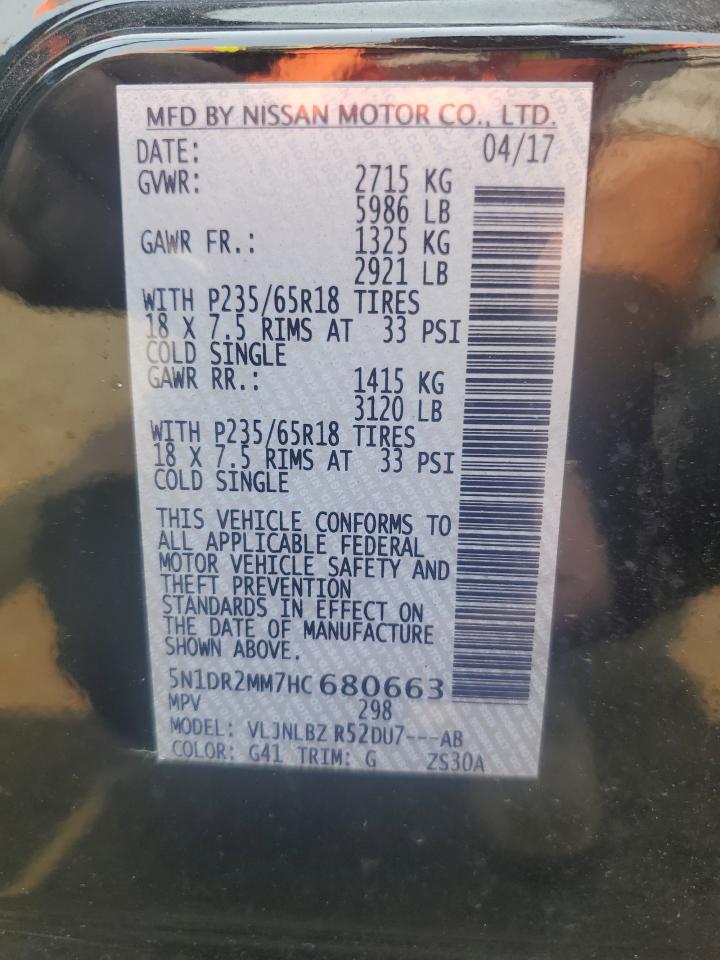 MFD BY NISSAN MOTOR CO., LTD.
DATE: 04/17
GVWR: 2715 KG
5986 LB
GAWR FR.: 1325 KG
2921 LB
WITH P235/65R18 TIRES
18 X 7.5 RIMS AT 33 PSI
COLD SINGLE
GAWR RR.: 1415 KG
3120 LB
WITH P235/65R18 TIRES
18 X 7.5 RIMS AT 33 PSI
COLD SINGLE
THIS VEHICLE CONFORMS TO
ALL APPLICABLE FEDERAL
MOTOR VEHICLE SAFETY AND
THEFT PREVENTION
STANDARDS IN EFFECT ON
THE DATE OF MANUFACTURE
SHOWN ABOVE.
5N1DR2MM7HC680663
MPV 298
MODEL: VLJNLBZ R52DU7---AB
COLOR: G41 TRIM: G ZS30A